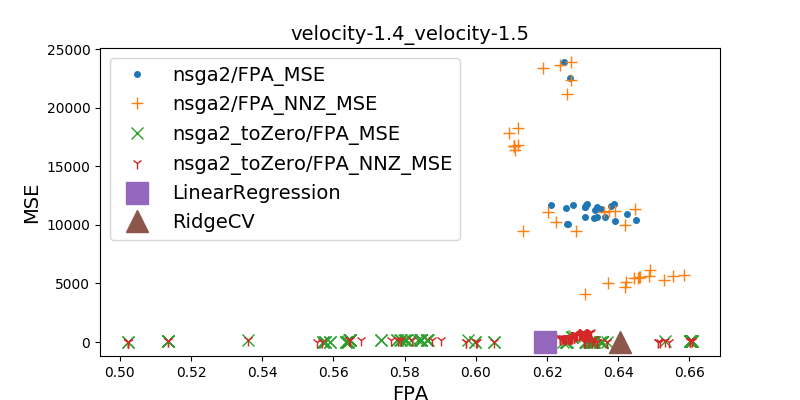 velocity-1.4_velocity-1.5
25000
20000
15000
10000
5000
0
MSE
nsga2/FPA_MSE
nsga2/FPA_NNZ_MSE
nsga2_toZero/FPA_MSE
nsga2_toZero/FPA_NNZ_MSE
LinearRegression
RidgeCV
0.50 0.52 0.54 0.56 0.58 0.60 0.62 0.64 0.66
FPA